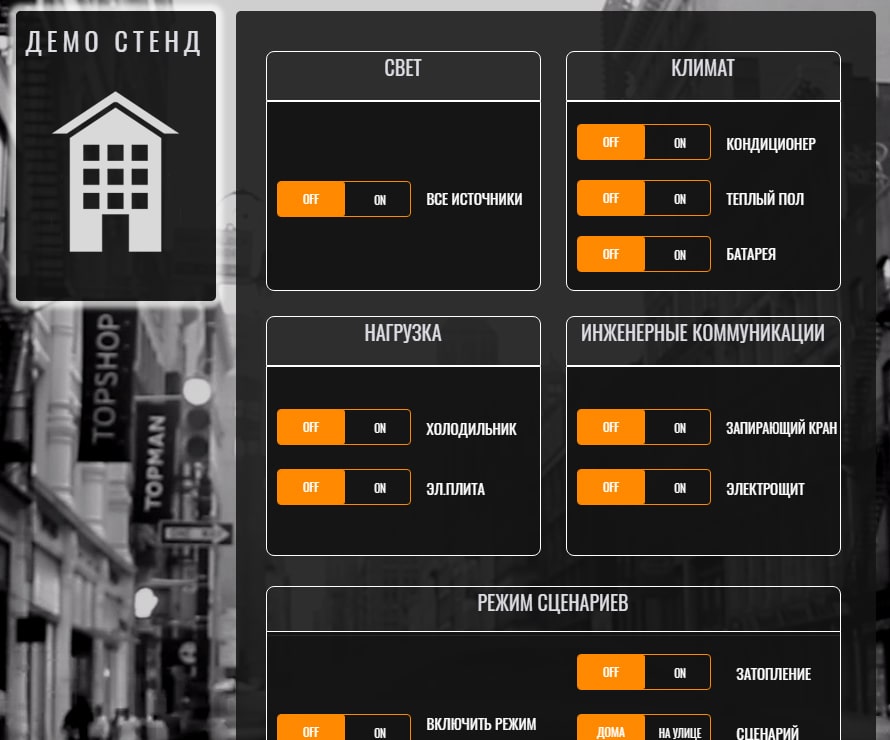 ДЕМО СТЕНД
СВЕТ
OFF ON ВСЕ ИСТОЧНИКИ
КЛИМАТ
OFF ON КОНДИЦИОНЕР
OFF ON ТЕПЛЫЙ ПОЛ
OFF ON БАТАРЕЯ
НАГРУЗКА
OFF ON ХОЛОДИЛЬНИК
OFF ON ЭЛ.ПЛИТА
ИНЖЕНЕРНЫЕ КОММУНИКАЦИИ
OFF ON ЗАПИРАЮЩИЙ КРАН
OFF ON ЭЛЕКТРОЩИТ
РЕЖИМ СЦЕНАРИЕВ
OFF ON ВКЛЮЧИТЬ РЕЖИМ
OFF ON ЗАТОПЛЕНИЕ
ДОМА НА УЛИЦЕ СЦЕНАРИЙ
TOPSHOP
TOPMAN